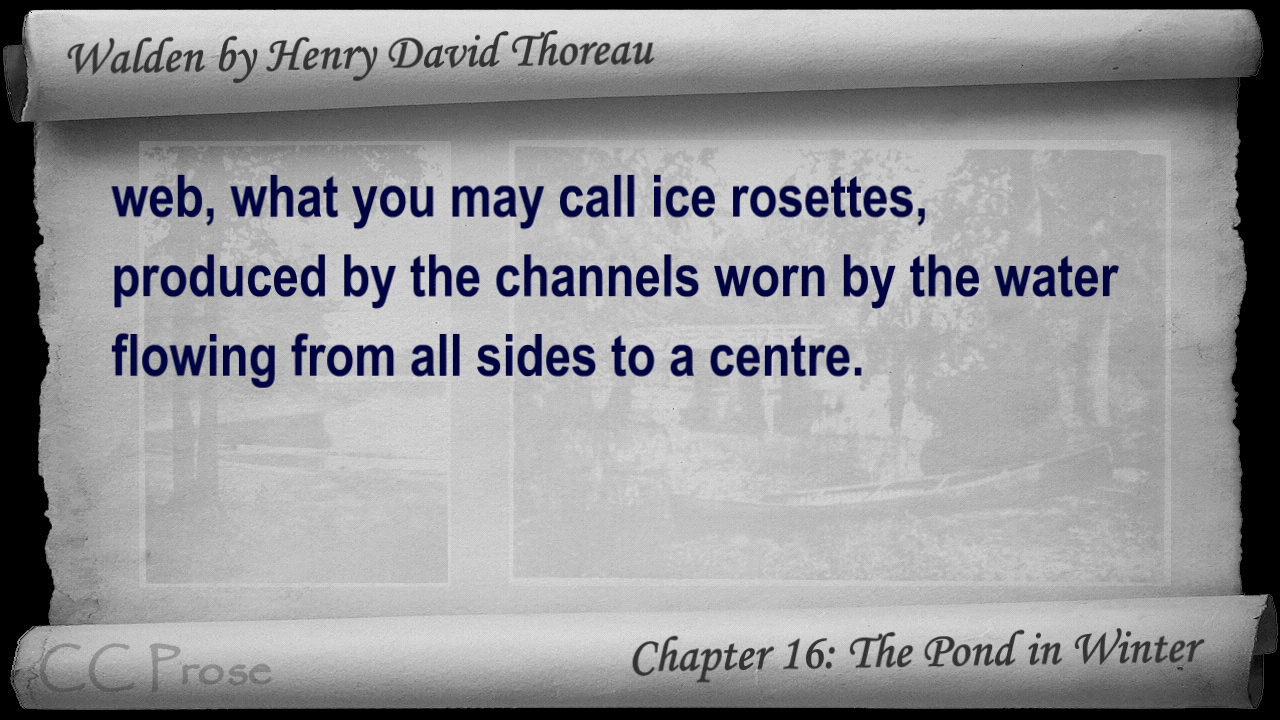 Walden by Henry David Thoreau
web, what you may call ice rosettes,
produced by the channels worn by the water
flowing from all sides to a centre.
CC Prose
Chapter 16: The Pond in Winter